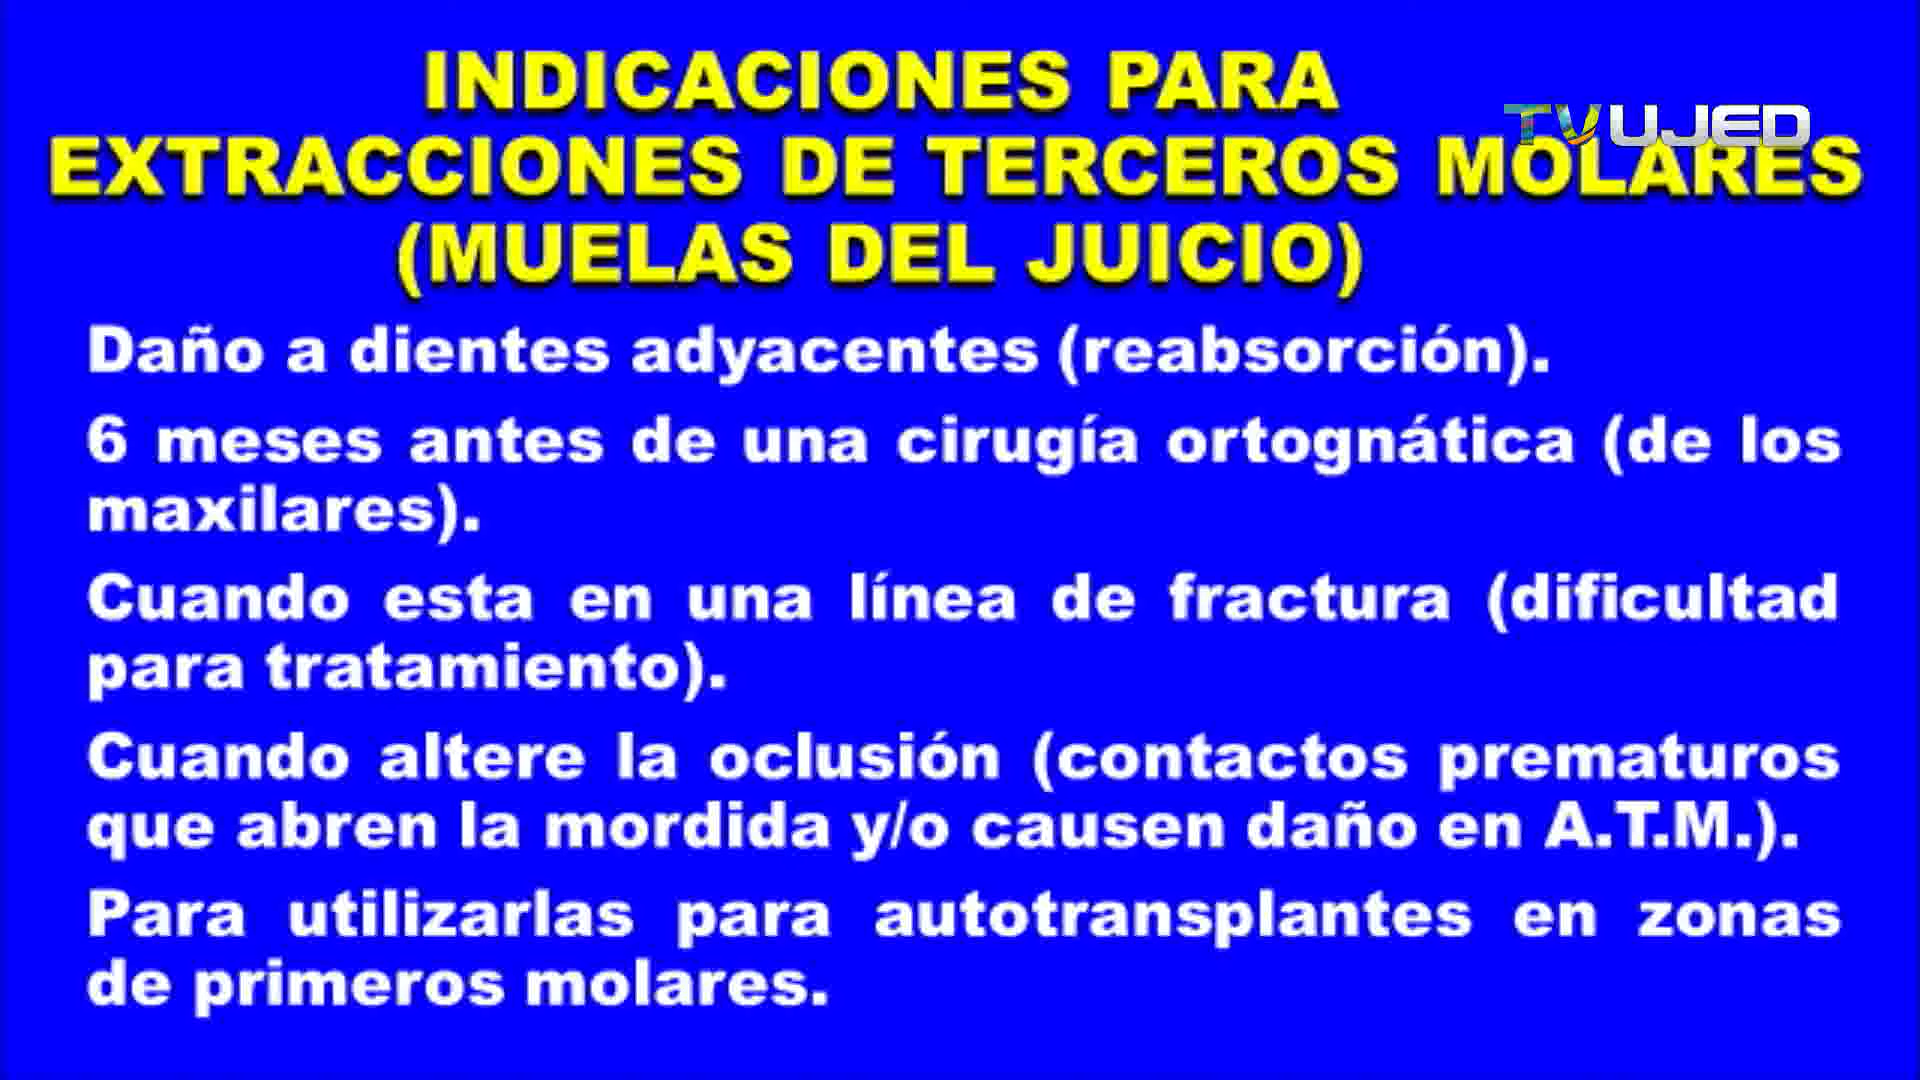 INDICACIONES PARA
TVUJED
EXTRACCIONES DE TERCEROS MOLARES
(MUELAS DEL JUICIO)
Daño a dientes adyacentes (reabsorción).
6 meses antes de una cirugía ortognática (de los
maxilares).
Cuando esta en una línea de fractura (dificultad
para tratamiento).
Cuando altere la oclusión (contactos prematuros
que abren la mordida y/o causen daño en A.T.M.).
Para utilizarlas para autotransplantes en zonas
de primeros molares.